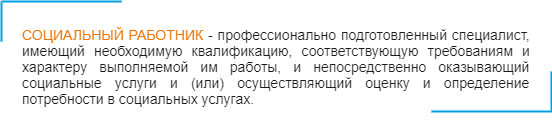 СОЦИАЛЬНЫЙ РАБОТНИК - профессионально подготовленный специалист,
имеющий необходимую квалификацию, соответствующую требованиям и
характеру выполняемой им работы, и непосредственно оказывающий
социальные услуги и (или) осуществляющий оценку и определение
потребности в социальных услугах.